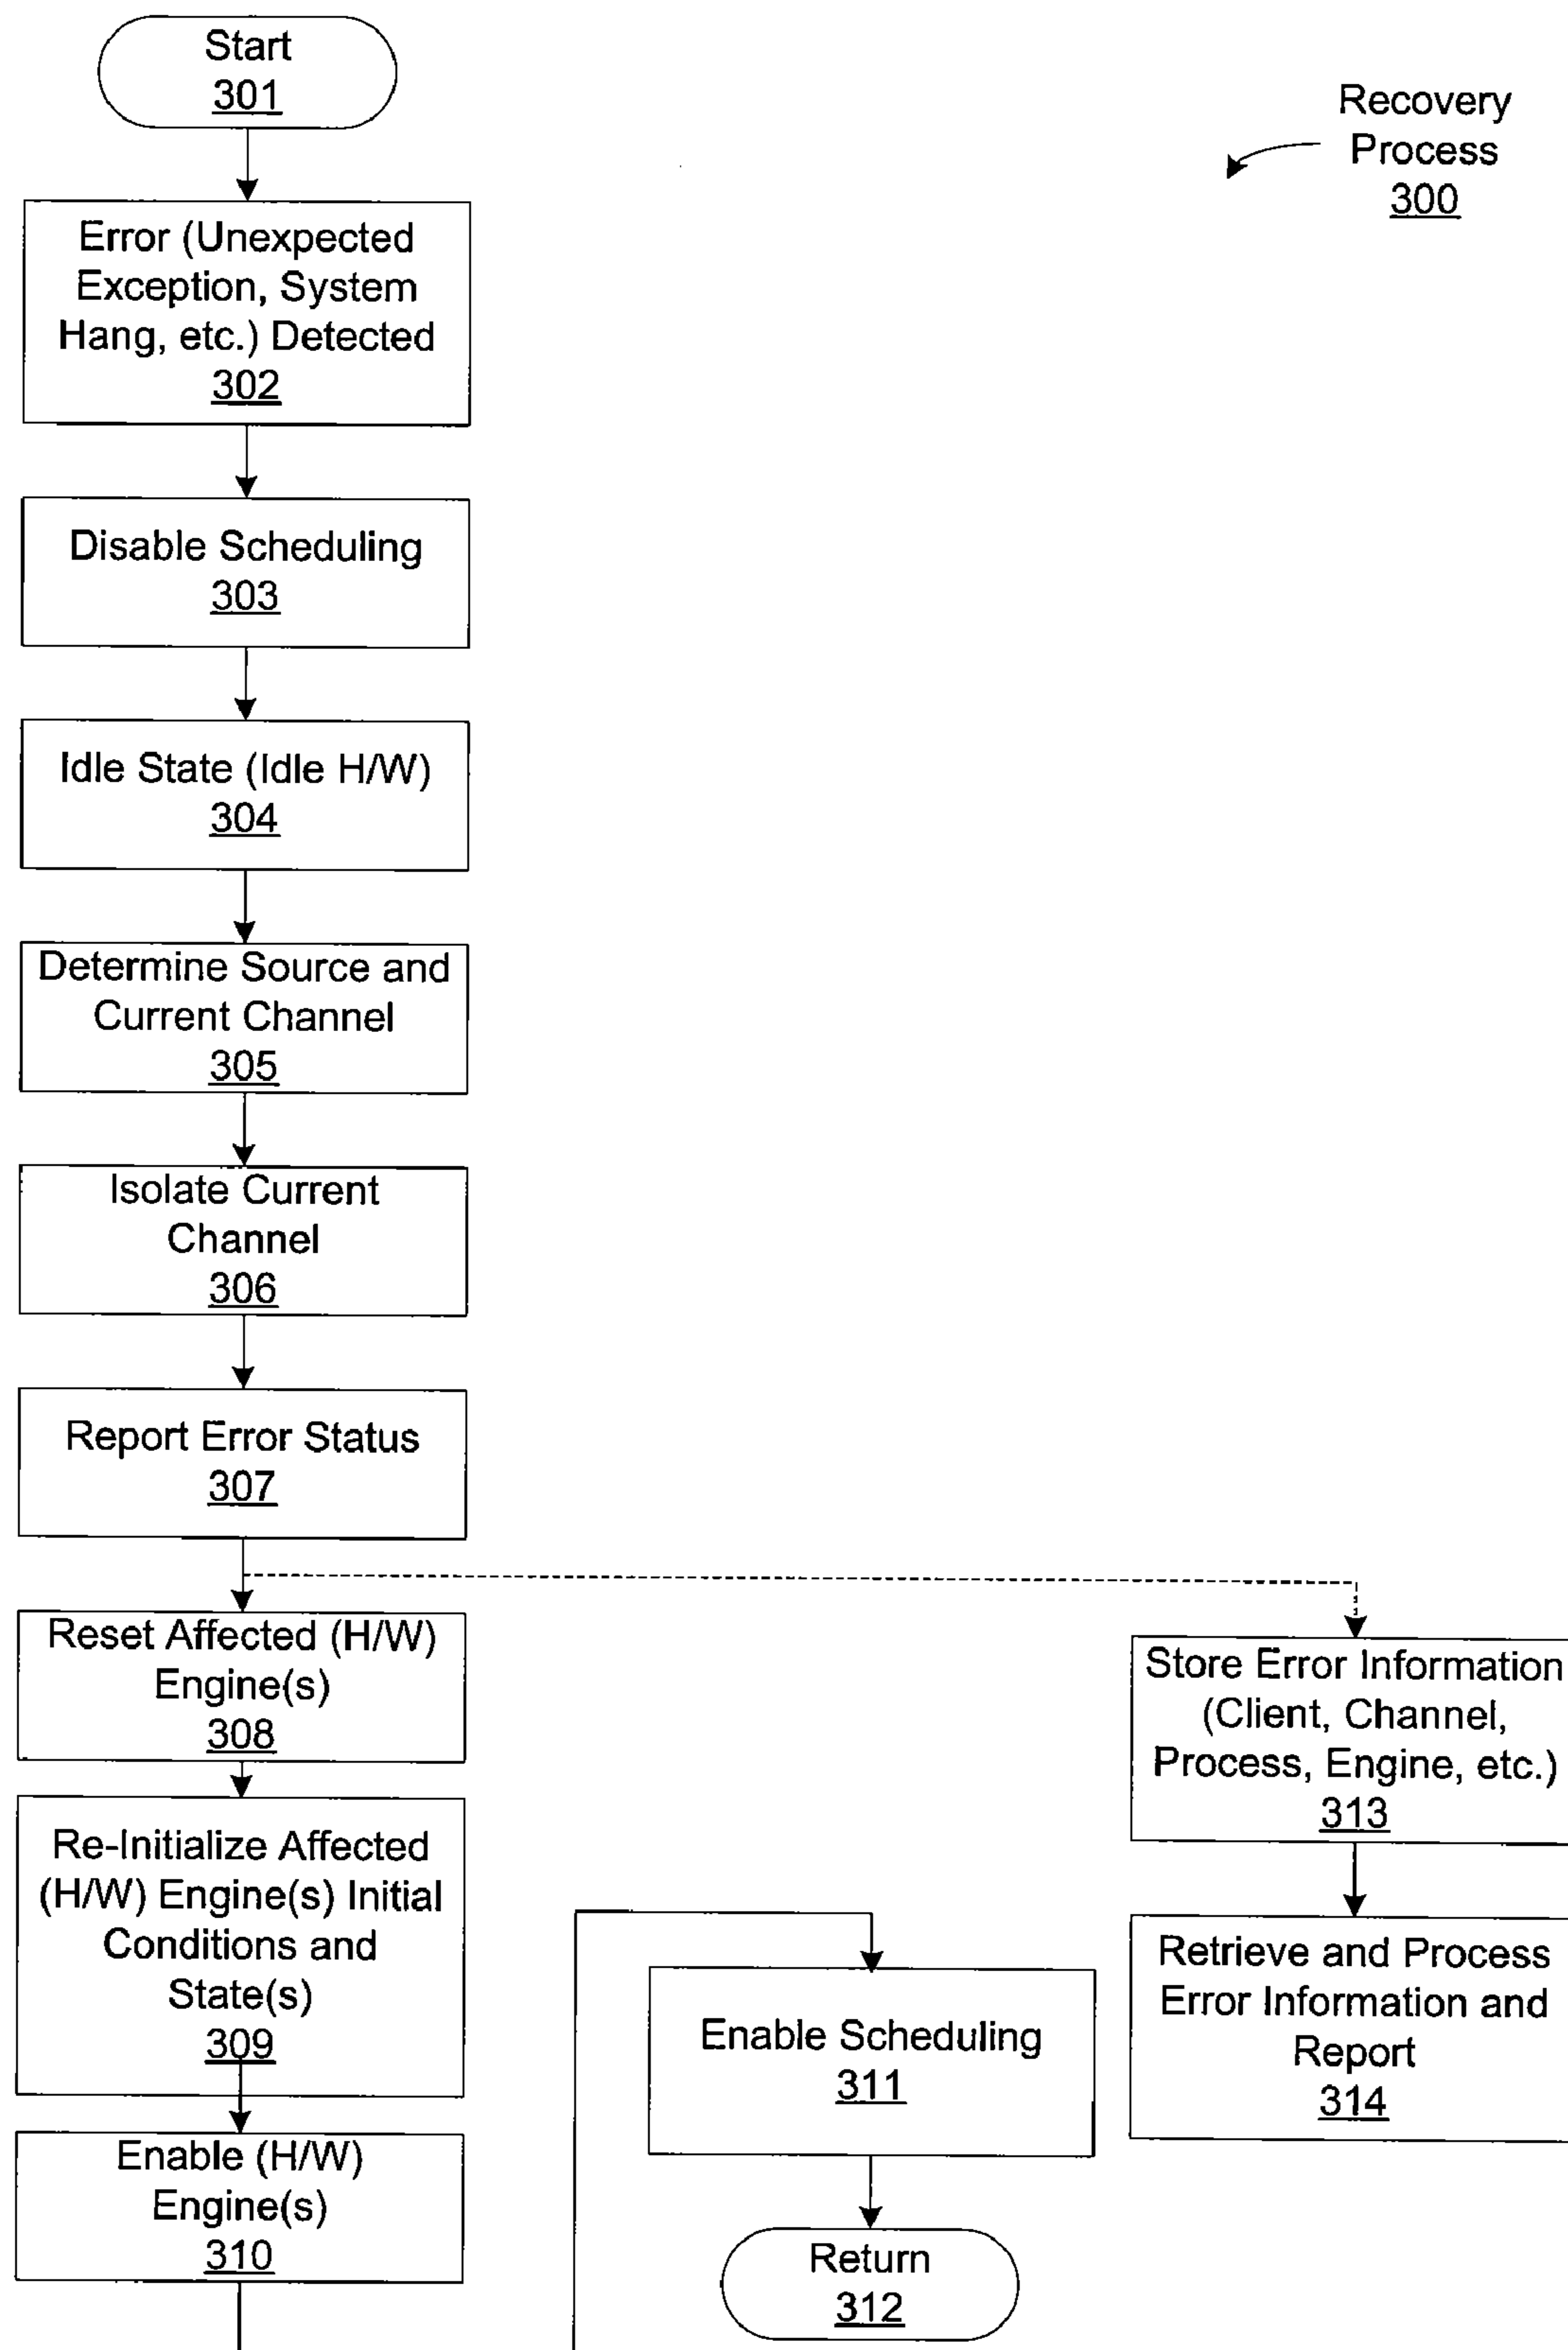 Start
301
Recovery
Process
300
Error (Unexpected
Exception, System
Hang, etc.) Detected
302
Disable Scheduling
303
Idle State (Idle H/W)
304
Determine Source and
Current Channel
305
Isolate Current
Channel
306
Report Error Status
307
Reset Affected (H/W)
Engine(s)
308
Re-Initialize Affected
(H/W) Engine(s) Initial
Conditions and
State(s)
309
Enable (H/W)
Engine(s)
310
Enable Scheduling
311
Return
312
Store Error Information
(Client, Channel,
Process, Engine, etc.)
313
Retrieve and Process
Error Information and
Report
314